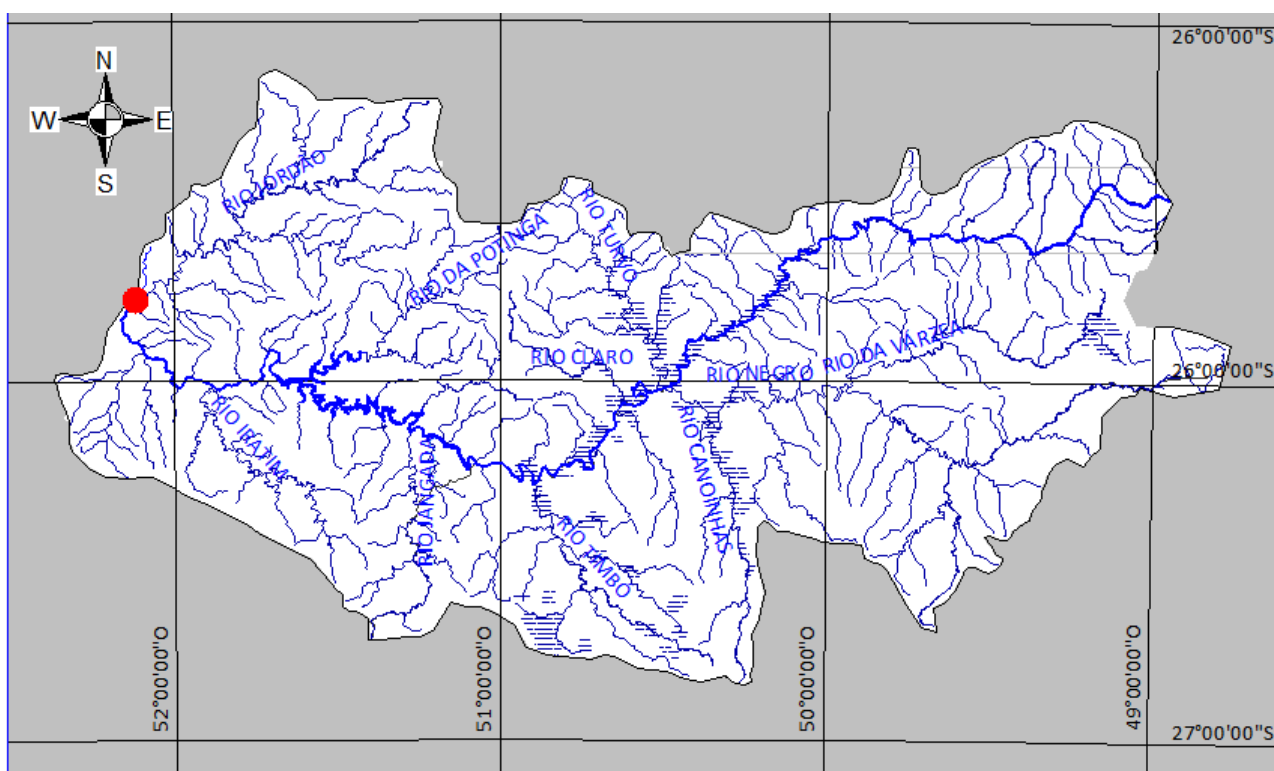 26°00'00"S
N
W E
S
RIO JORDÃO
RIO TURVO
RIO DA POTINGA
RIO CLARO
RIO NEGRO
RIO DA VÁRZEA
26°00'00"S
RIO IRATIM
RIO JANGADA
RIO CANOINHAS
RIO TIMBÓ
52°00'00"O
51°00'00"O
50°00'00"O
49°00'00"O
27°00'00"S